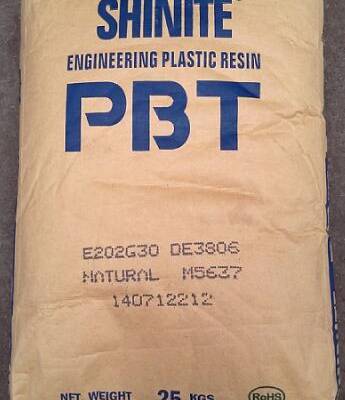 SHINITE®
ENGINEERING PLASTIC RESIN
PBT
E202G30 DE3806
NATURAL M5637
140712212
NET WEIGHT 25 KGS RoHS